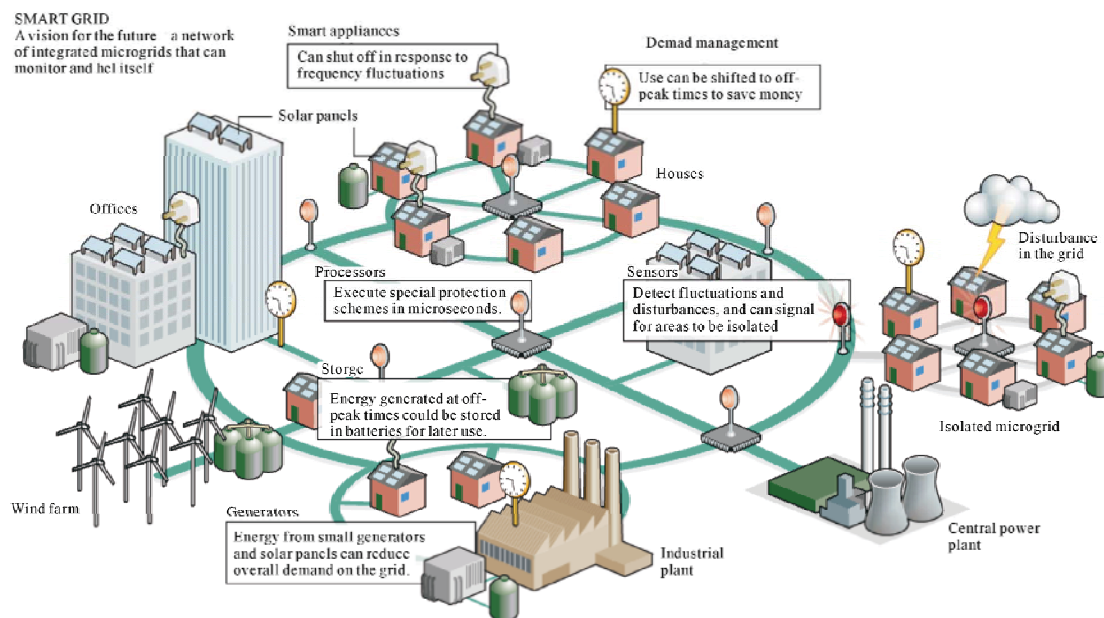 SMART GRID
A vision for the future a network
of integrated microgrids that can
monitor and hel itself
Smart appliances
Can shut off in response to
frequency fluctuations
Demad management
Use can be shifted to off-
peak times to save money
Solar panels
Houses
Offices
Disturbance
in the grid
Processors
Execute special protection
schemes in microseconds.
Sensors
Detect fluctuations and
disturbances, and can signal
for areas to be isolated
Storge
Energy generated at off-
peak times could be stored
in batteries for later use.
Isolated microgrid
Wind farm
Generators
Energy from small generators
and solar panels can reduce
overall demand on the grid.
Industrial
plant
Central power
plant